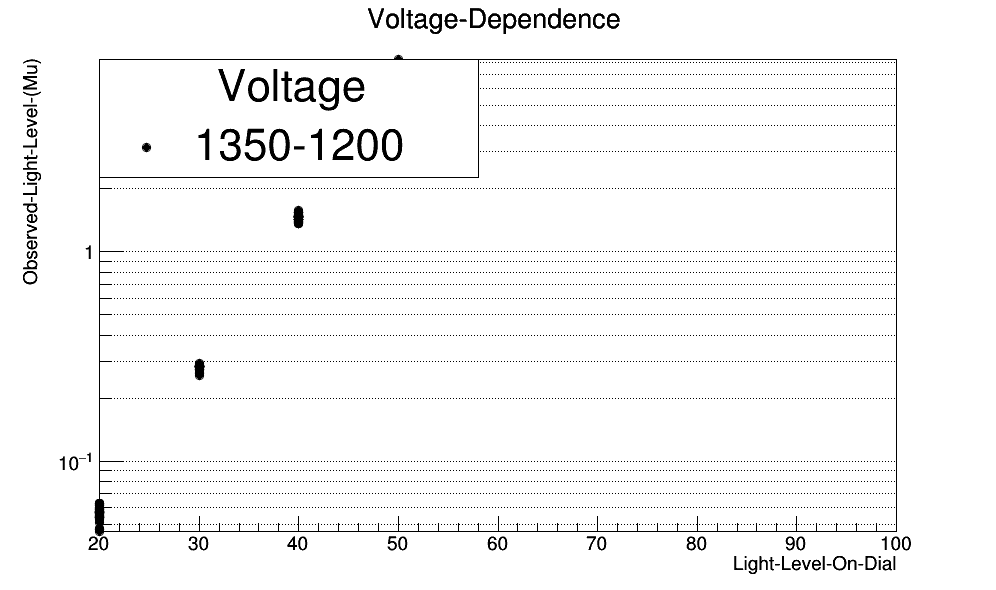 Voltage-Dependence
Observed-Light-Level-(Mu)
Voltage
1350-1200
1
10⁻¹
20 30 40 50 60 70 80 90 100
Light-Level-On-Dial